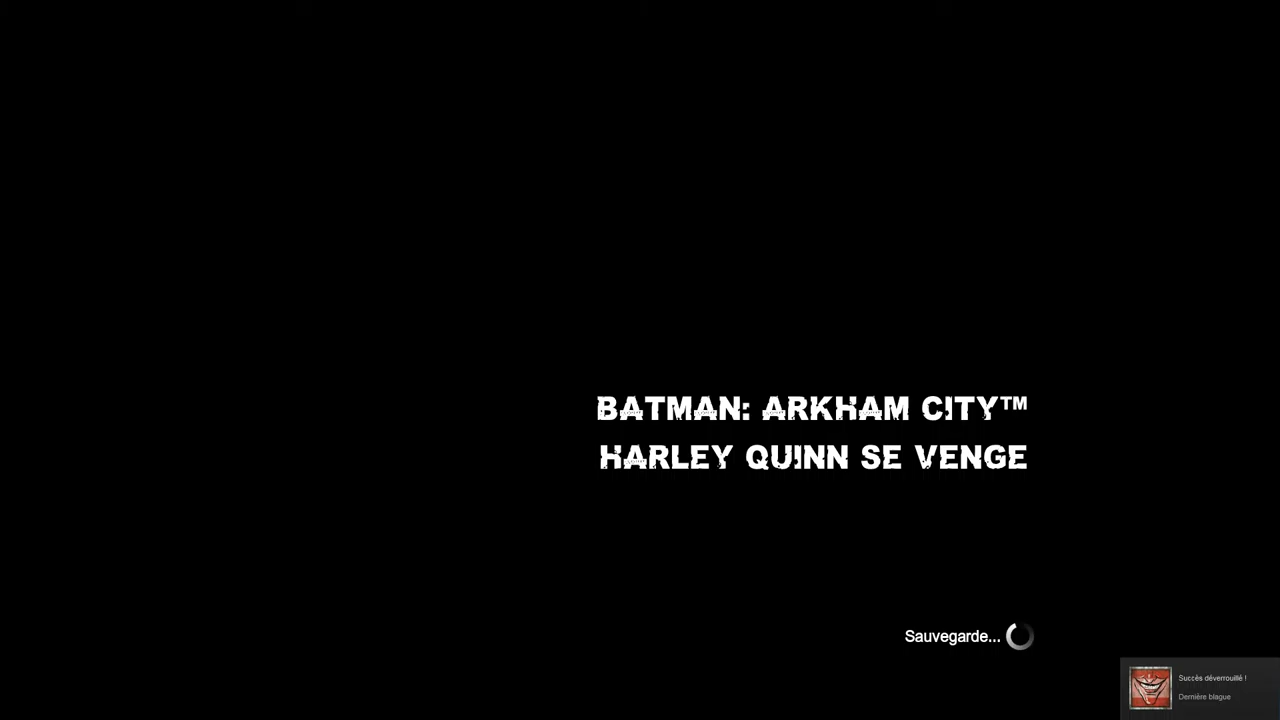 BATMAN: ARKHAM CITY™
HARLEY QUINN SE VENGE
Sauvegarde...
Succès déverrouillé !
Dernière blague